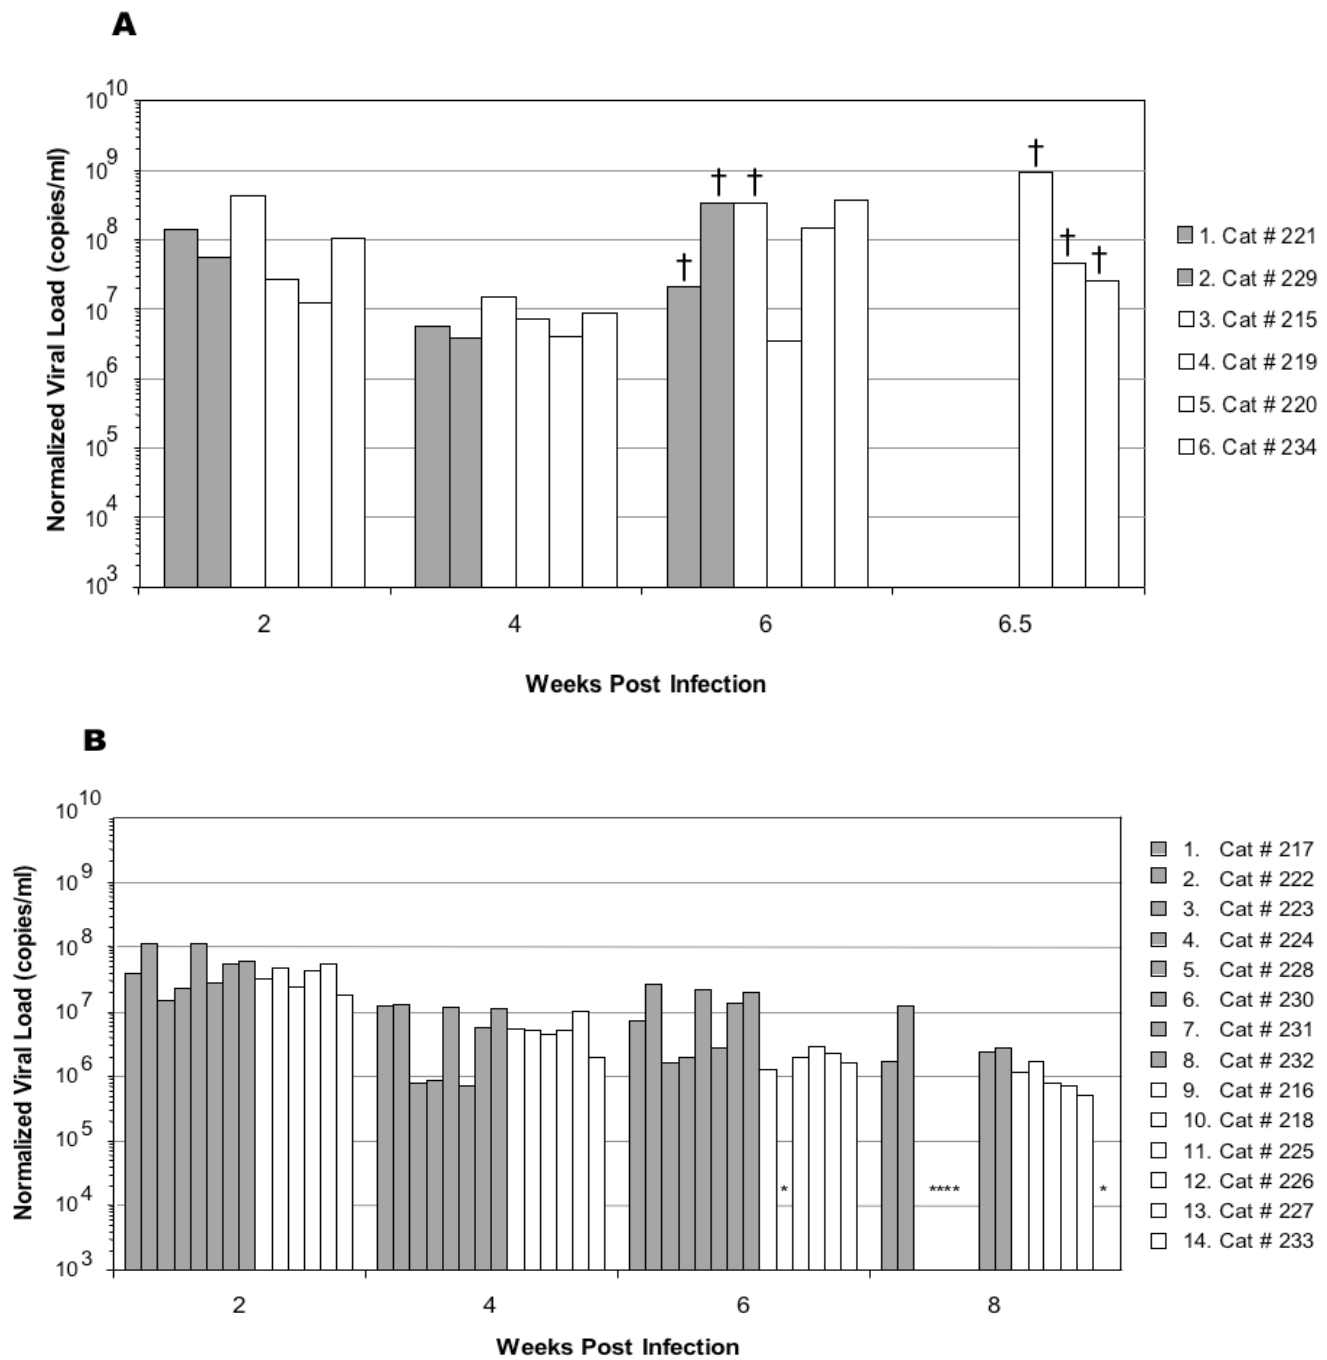 A
Normalized Viral Load (copies/ml)
10^10
10^9
10^8
10^7
10^6
10^5
10^4
10^3
† † † † † †
2 4 6 6.5
Weeks Post Infection
1. Cat # 221
2. Cat # 229
3. Cat # 215
4. Cat # 219
5. Cat # 220
6. Cat # 234
B
Normalized Viral Load (copies/ml)
10^10
10^9
10^8
10^7
10^6
10^5
10^4
10^3
* **** *
2 4 6 8
Weeks Post Infection
1. Cat # 217
2. Cat # 222
3. Cat # 223
4. Cat # 224
5. Cat # 228
6. Cat # 230
7. Cat # 231
8. Cat # 232
9. Cat # 216
10. Cat # 218
11. Cat # 225
12. Cat # 226
13. Cat # 227
14. Cat # 233